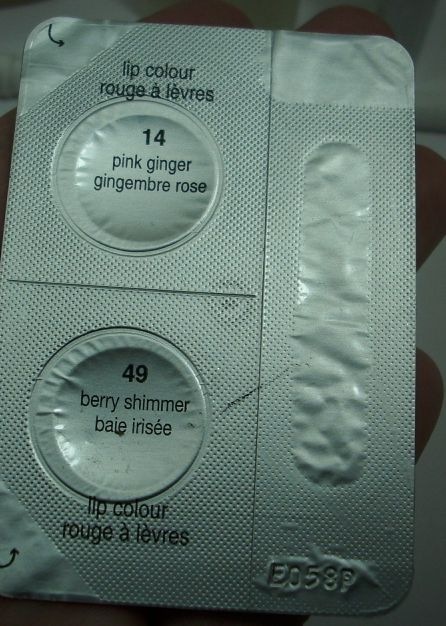 lip colour
rouge à lèvres
14
pink ginger
gingembre rose
49
berry shimmer
baie irisée
lip colour
rouge à lèvres
E058P